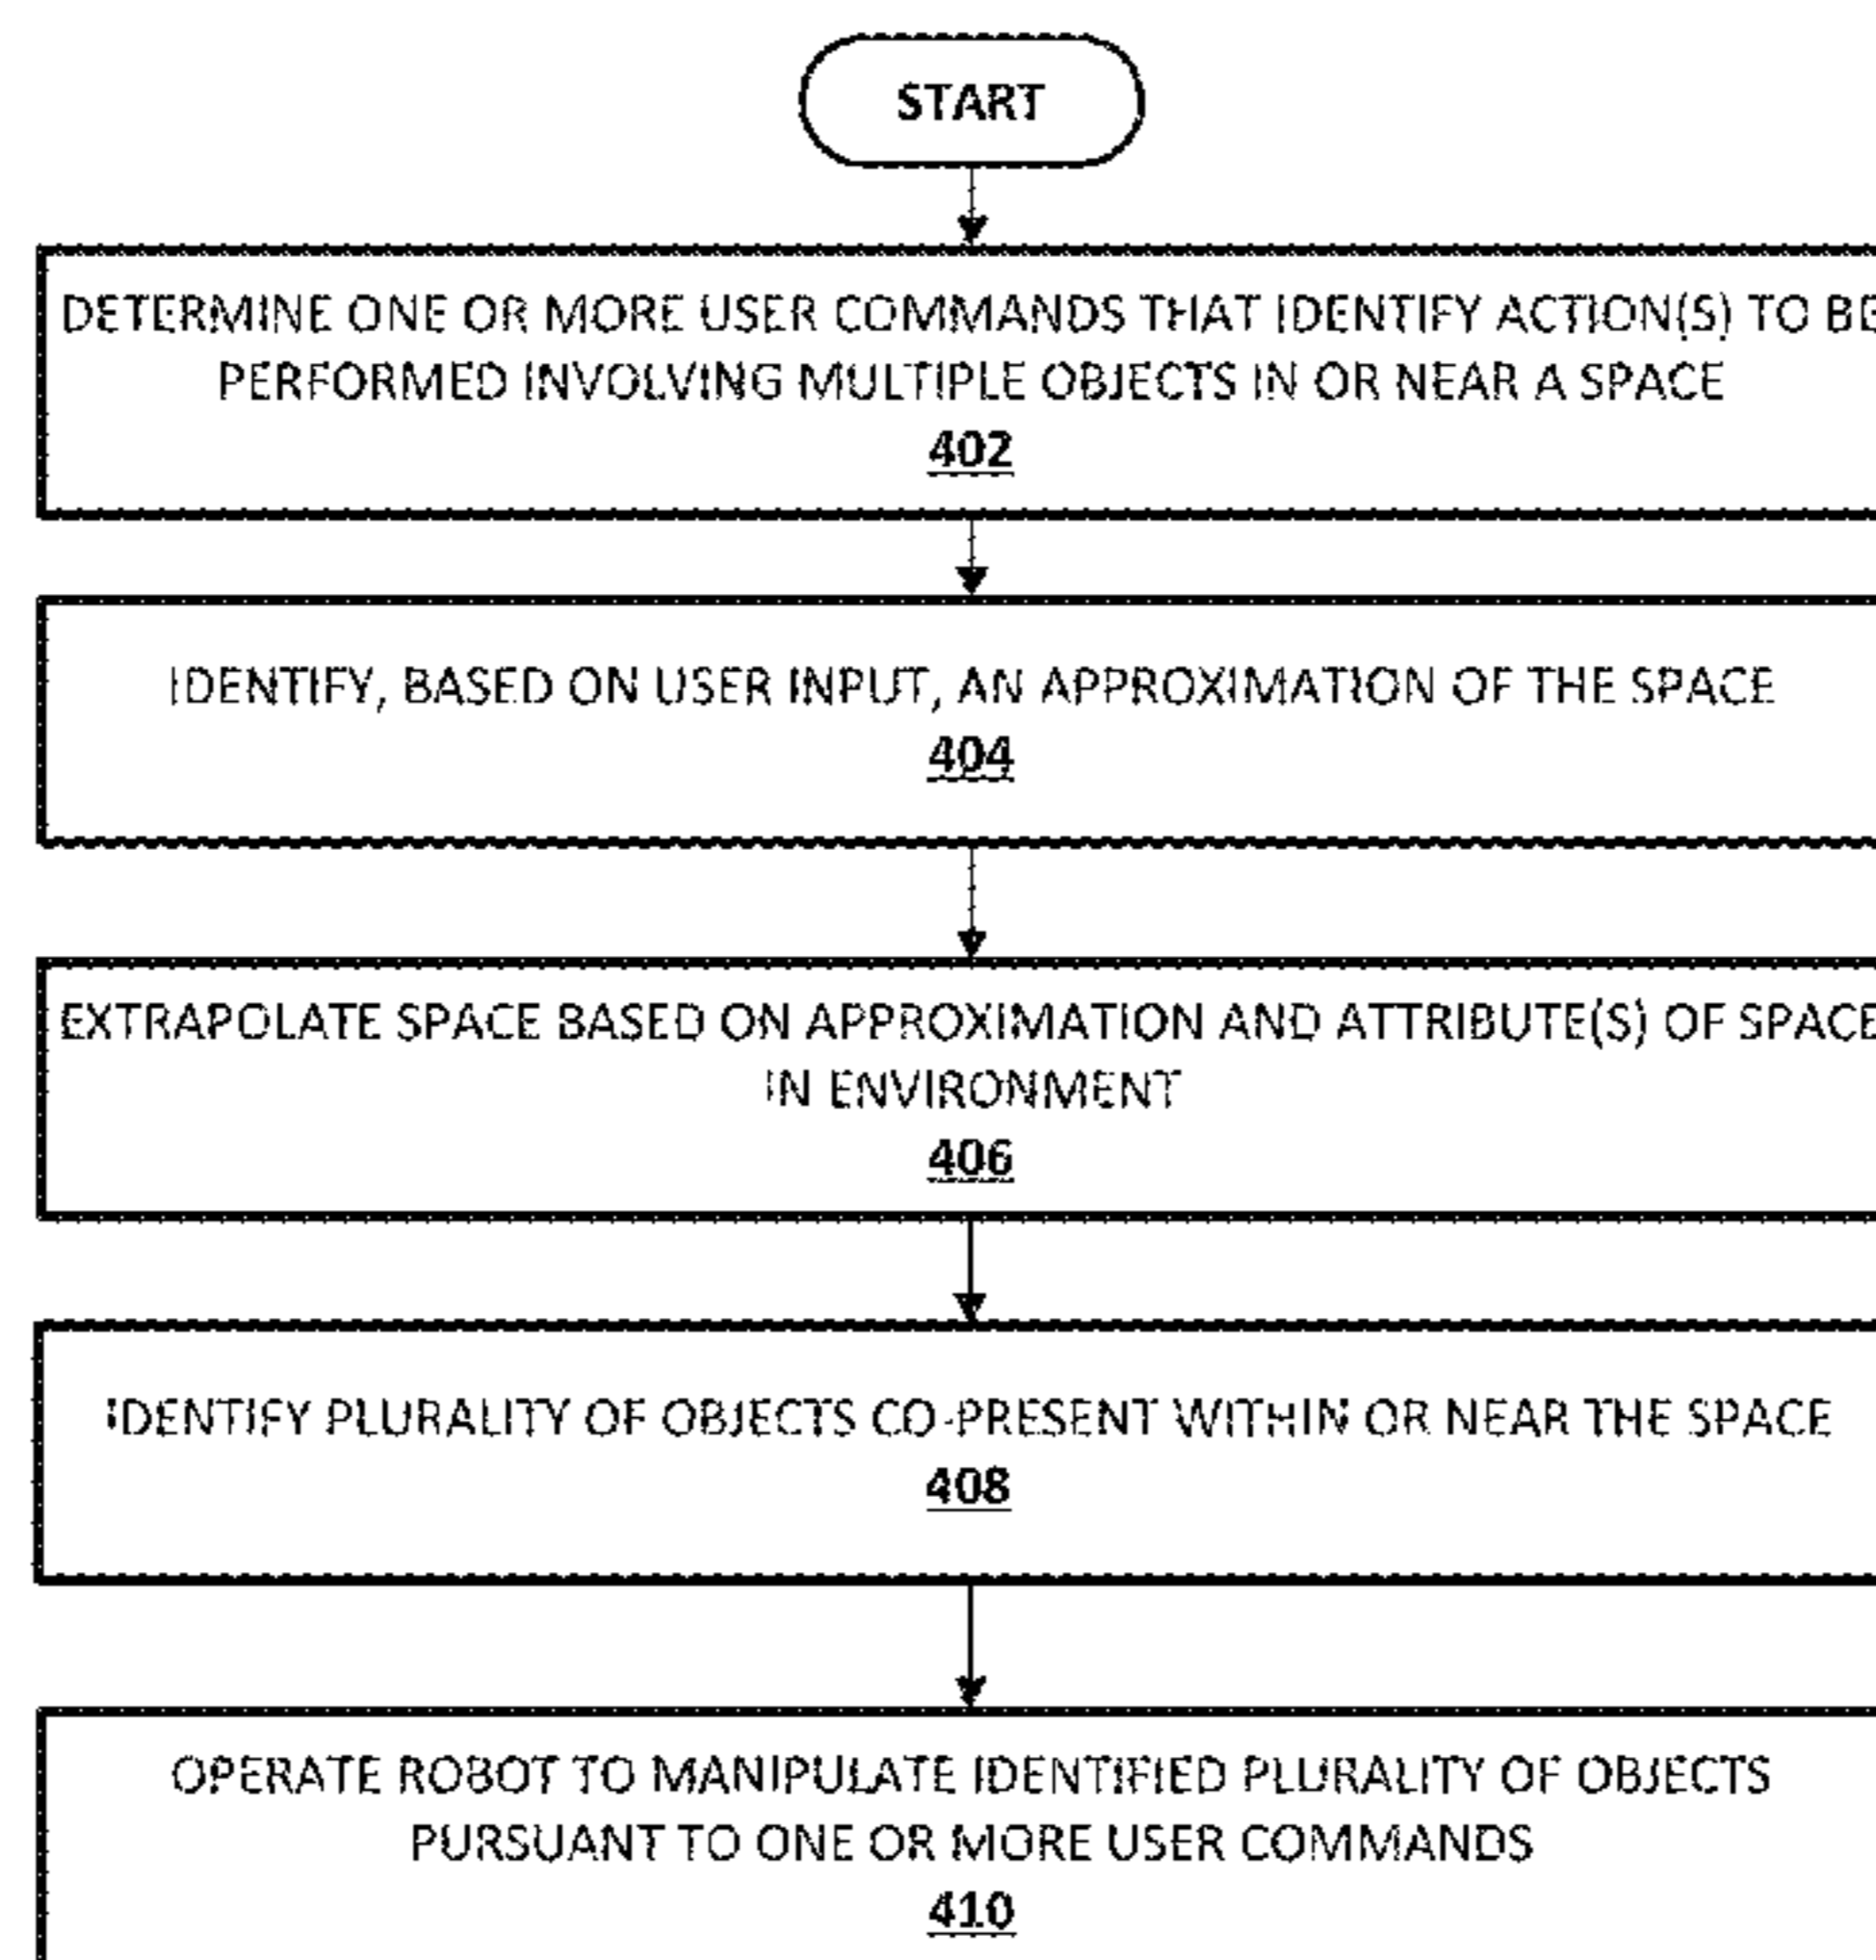 START
DETERMINE ONE OR MORE USER COMMANDS THAT IDENTIFY ACTION(S) TO BE
PERFORMED INVOLVING MULTIPLE OBJECTS IN OR NEAR A SPACE
402
IDENTIFY, BASED ON USER INPUT, AN APPROXIMATION OF THE SPACE
404
EXTRAPOLATE SPACE BASED ON APPROXIMATION AND ATTRIBUTE(S) OF SPACE
IN ENVIRONMENT
406
IDENTIFY PLURALITY OF OBJECTS CO-PRESENT WITHIN OR NEAR THE SPACE
408
OPERATE ROBOT TO MANIPULATE IDENTIFIED PLURALITY OF OBJECTS
PURSUANT TO ONE OR MORE USER COMMANDS
410